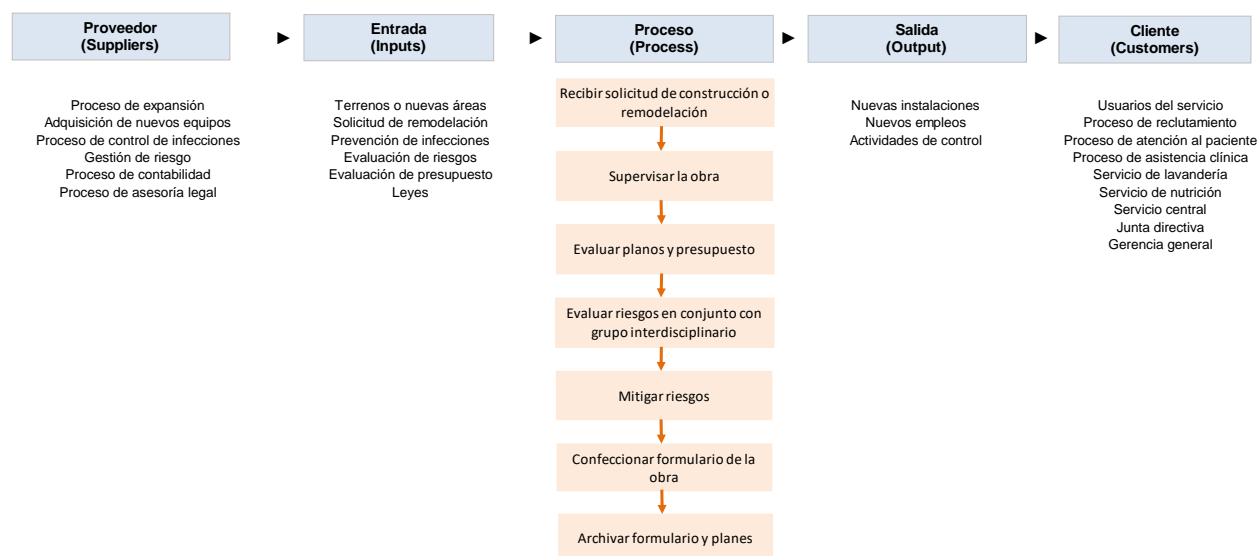 Proveedor
(Suppliers)
►
Entrada
(Inputs)
►
Proceso
(Process)
►
Salida
(Output)
►
Cliente
(Customers)
Proceso de expansión
Adquisición de nuevos equipos
Proceso de control de infecciones
Gestión de riesgo
Proceso de contabilidad
Proceso de asesoría legal
Terrenos o nuevas áreas
Solicitud de remodelación
Prevención de infecciones
Evaluación de riesgos
Evaluación de presupuesto
Leyes
Recibir solicitud de construcción o
remodelación
Supervisar la obra
Evaluar planos y presupuesto
Evaluar riesgos en conjunto con
grupo interdisciplinario
Mitigar riesgos
Confeccionar formulario de la
obra
Archivar formulario y planes
Nuevas instalaciones
Nuevos empleos
Actividades de control
Usuarios del servicio
Proceso de reclutamiento
Proceso de atención al paciente
Proceso de asistencia clínica
Servicio de lavandería
Servicio de nutrición
Servicio central
Junta directiva
Gerencia general